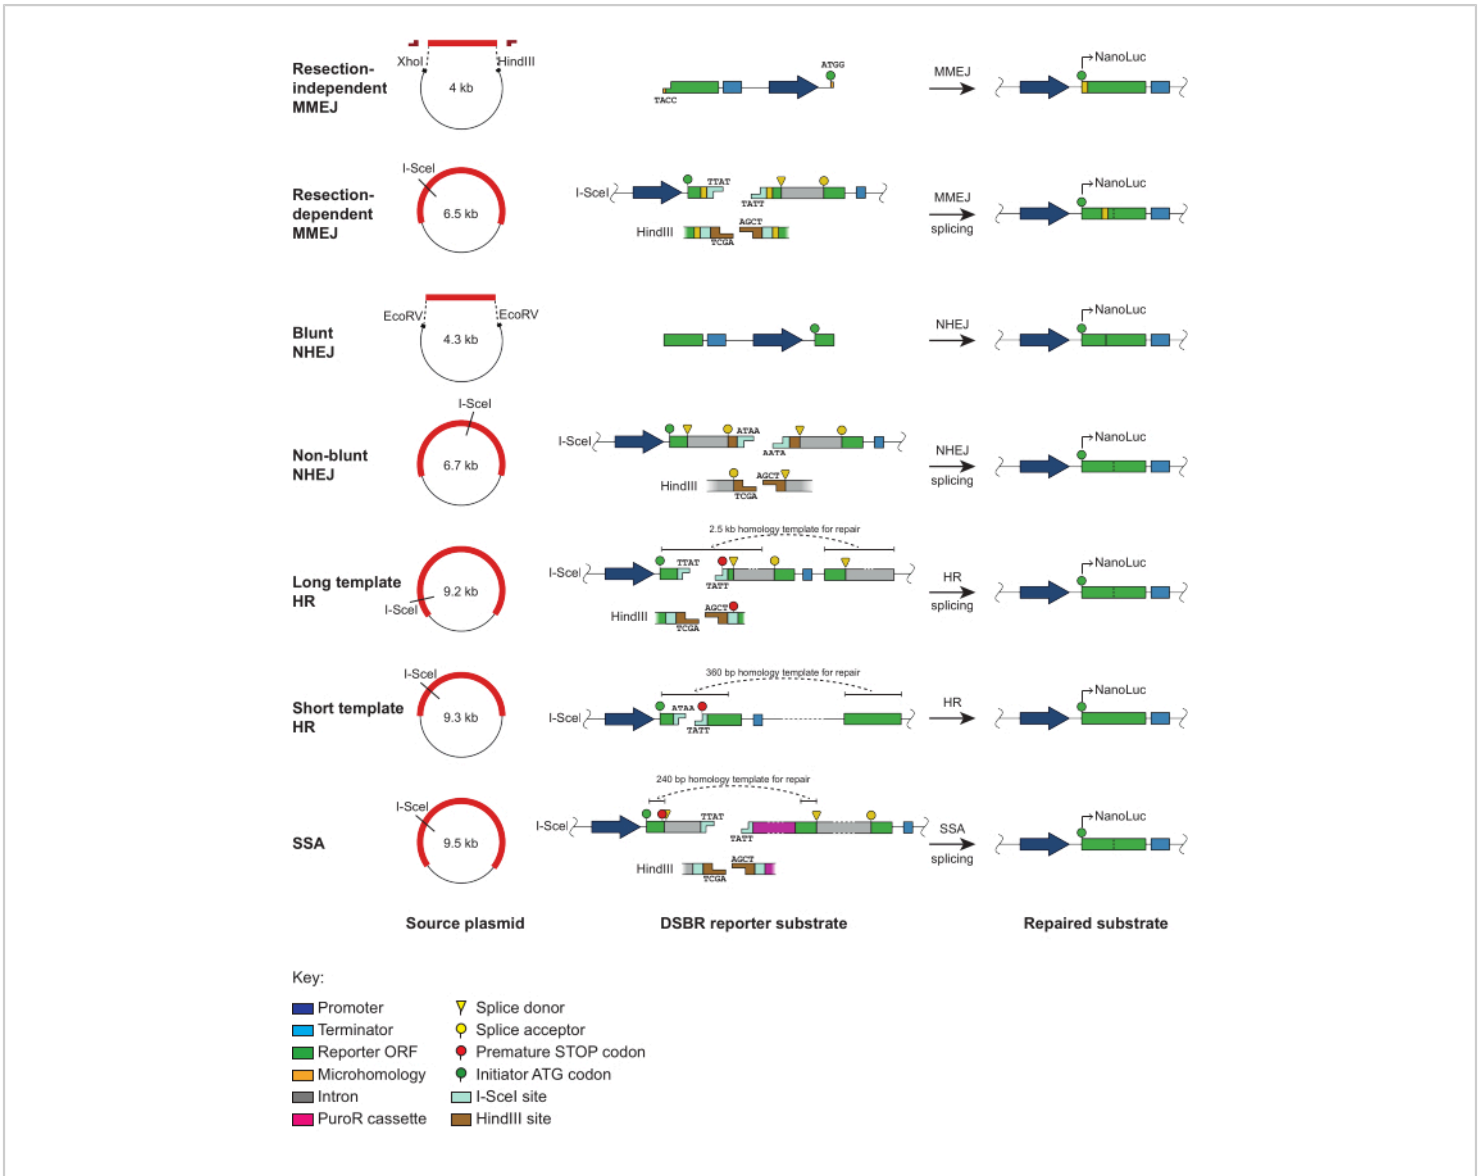 Resection-
independent
MMEJ
XhoI
HindIII
4 kb
TACC
ATGG
MMEJ
NanoLuc
Resection-
dependent
MMEJ
I-SceI
6.5 kb
I-SceI
TTAT
TATT
HindIII
AGCT
TCGA
MMEJ
splicing
NanoLuc
Blunt
NHEJ
EcoRV
EcoRV
4.3 kb
NHEJ
NanoLuc
Non-blunt
NHEJ
I-SceI
6.7 kb
I-SceI
ATAA
AATA
HindIII
AGCT
TCGA
NHEJ
splicing
NanoLuc
Long template
HR
I-SceI
9.2 kb
2.5 kb homology template for repair
I-SceI
TTAT
TATT
HindIII
AGCT
TCGA
HR
splicing
NanoLuc
Short template
HR
I-SceI
9.3 kb
360 bp homology template for repair
I-SceI
ATAA
TATT
HR
NanoLuc
SSA
I-SceI
9.5 kb
240 bp homology template for repair
I-SceI
TTAT
TATT
HindIII
AGCT
TCGA
SSA
splicing
NanoLuc
Source plasmid
DSBR reporter substrate
Repaired substrate
Key:
Promoter
Terminator
Reporter ORF
Microhomology
Intron
PuroR cassette
Splice donor
Splice acceptor
Premature STOP codon
Initiator ATG codon
I-SceI site
HindIII site